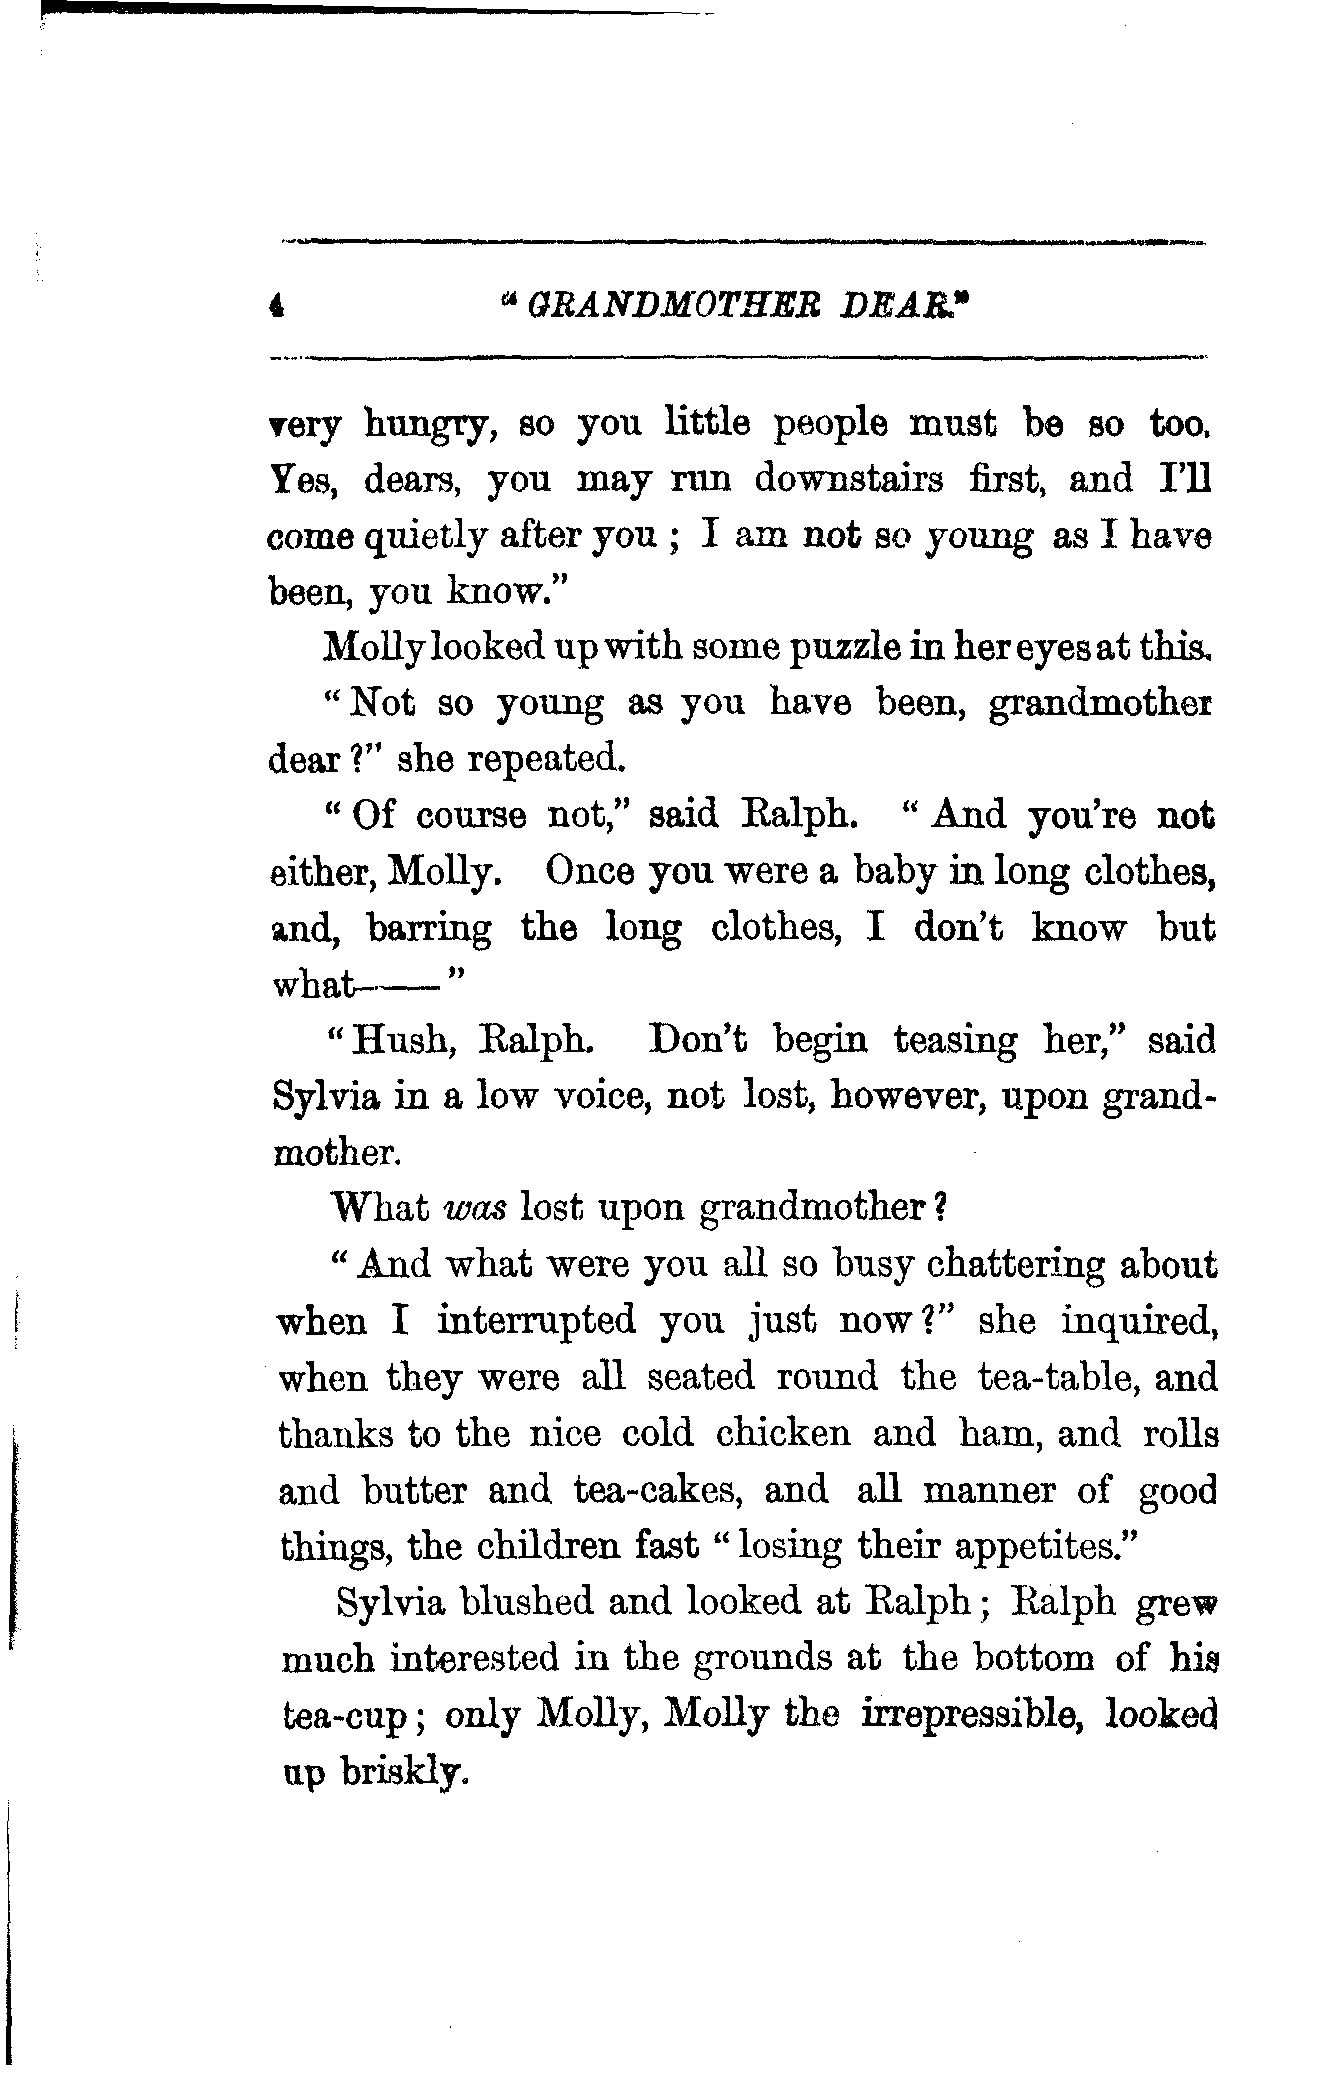 4 "GRANDMOTHER DEAR."
very hungry, so you little people must be so too.
Yes, dears, you may run downstairs first, and I'll
come quietly after you; I am not so young as I have
been, you know."
Molly looked up with some puzzle in her eyes at this.
"Not so young as you have been, grandmother
dear?" she repeated.
"Of course not," said Ralph. "And you're not
either, Molly. Once you were a baby in long clothes,
and, barring the long clothes, I don't know but
what——"
"Hush, Ralph. Don't begin teasing her," said
Sylvia in a low voice, not lost, however, upon grand-
mother.
What was lost upon grandmother?
"And what were you all so busy chattering about
when I interrupted you just now?" she inquired,
when they were all seated round the tea-table, and
thanks to the nice cold chicken and ham, and rolls
and butter and tea-cakes, and all manner of good
things, the children fast "losing their appetites."
Sylvia blushed and looked at Ralph; Ralph grew
much interested in the grounds at the bottom of his
tea-cup; only Molly, Molly the irrepressible, looked
up briskly.